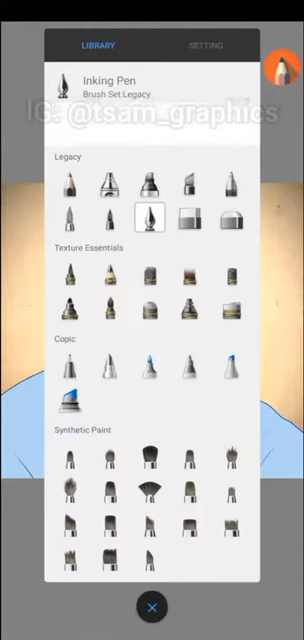 LIBRARY
SETTING
Inking Pen
Brush Set:Legacy
IG: @tsam_graphics
Legacy
Texture Essentials
Copic
Synthetic Paint